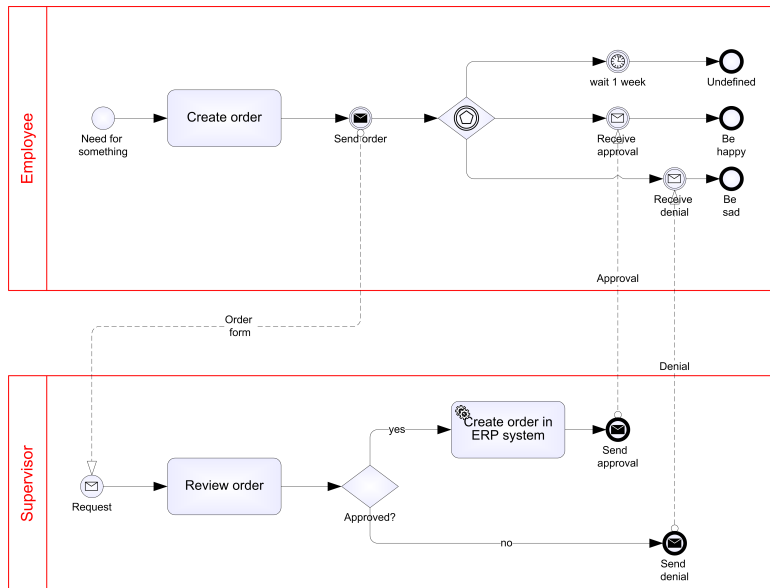 Employee
Need for
something
Create order
Send order
wait 1 week
Undefined
Receive
approval
Be
happy
Receive
denial
Be
sad
Approval
Order
form
Denial
Supervisor
Request
Review order
Approved?
yes
Create order in
ERP system
Send
approval
no
Send
denial